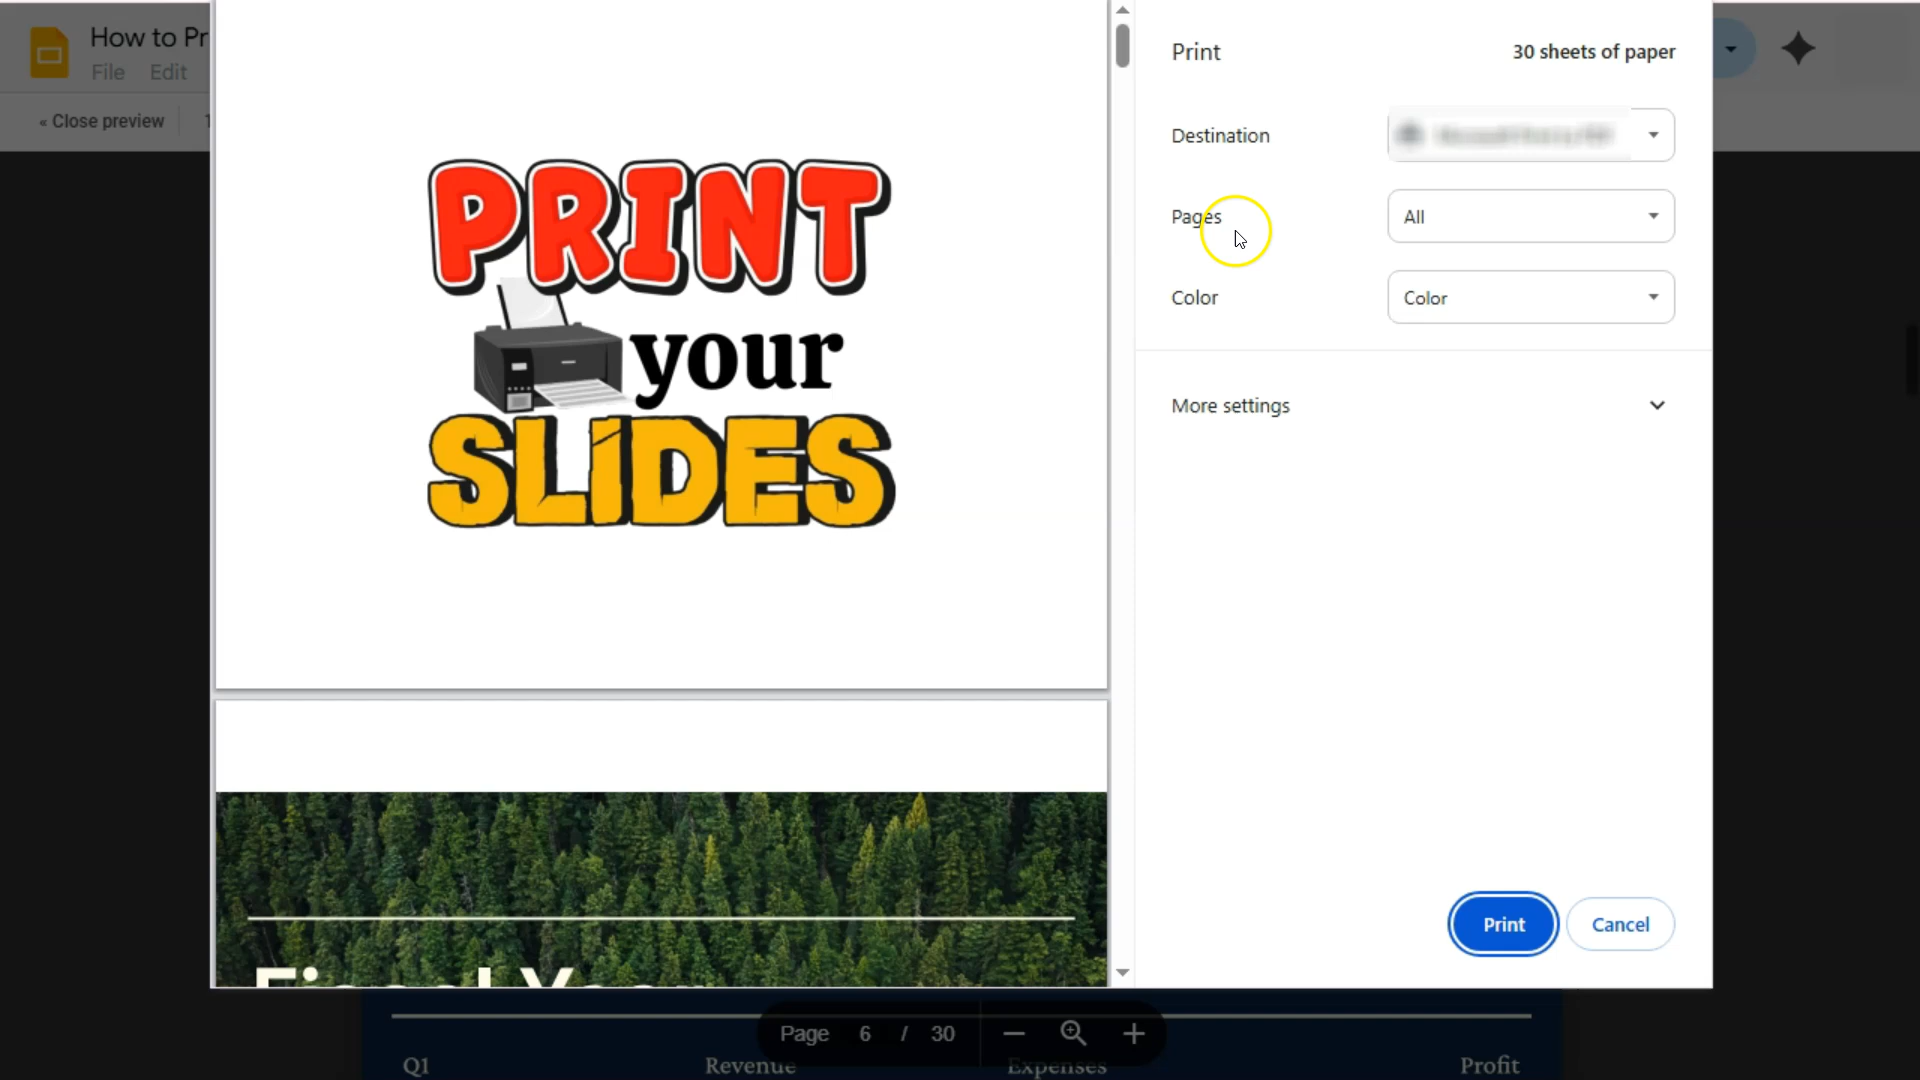 How to Pr
File Edit
« Close preview
PRINT
your
SLIDES
Print 30 sheets of paper
Destination
Pages All
Color Color
More settings
Print Cancel
Page 6 / 30
Q1 Revenue Expenses Profit